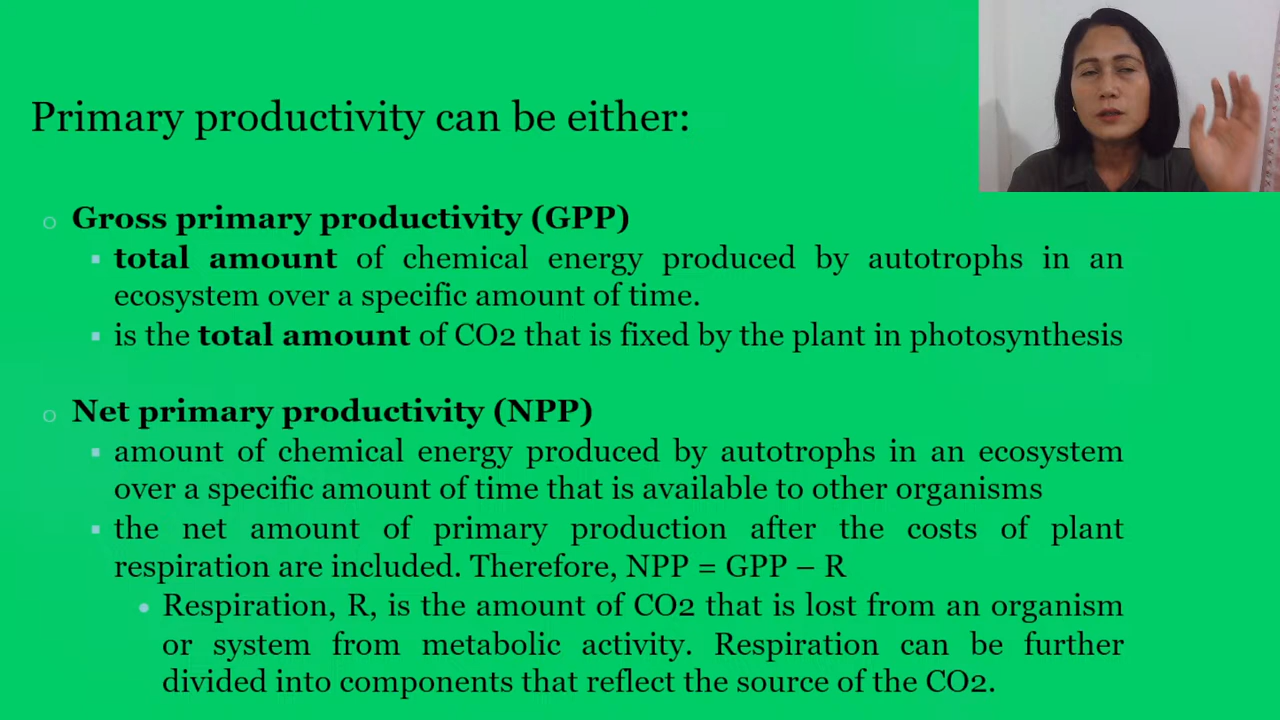 Primary productivity can be either:
Gross primary productivity (GPP)
total amount of chemical energy produced by autotrophs in an
ecosystem over a specific amount of time.
is the total amount of CO2 that is fixed by the plant in photosynthesis
Net primary productivity (NPP)
amount of chemical energy produced by autotrophs in an ecosystem
over a specific amount of time that is available to other organisms
the net amount of primary production after the costs of plant
respiration are included. Therefore, NPP = GPP – R
Respiration, R, is the amount of CO2 that is lost from an organism
or system from metabolic activity. Respiration can be further
divided into components that reflect the source of the CO2.